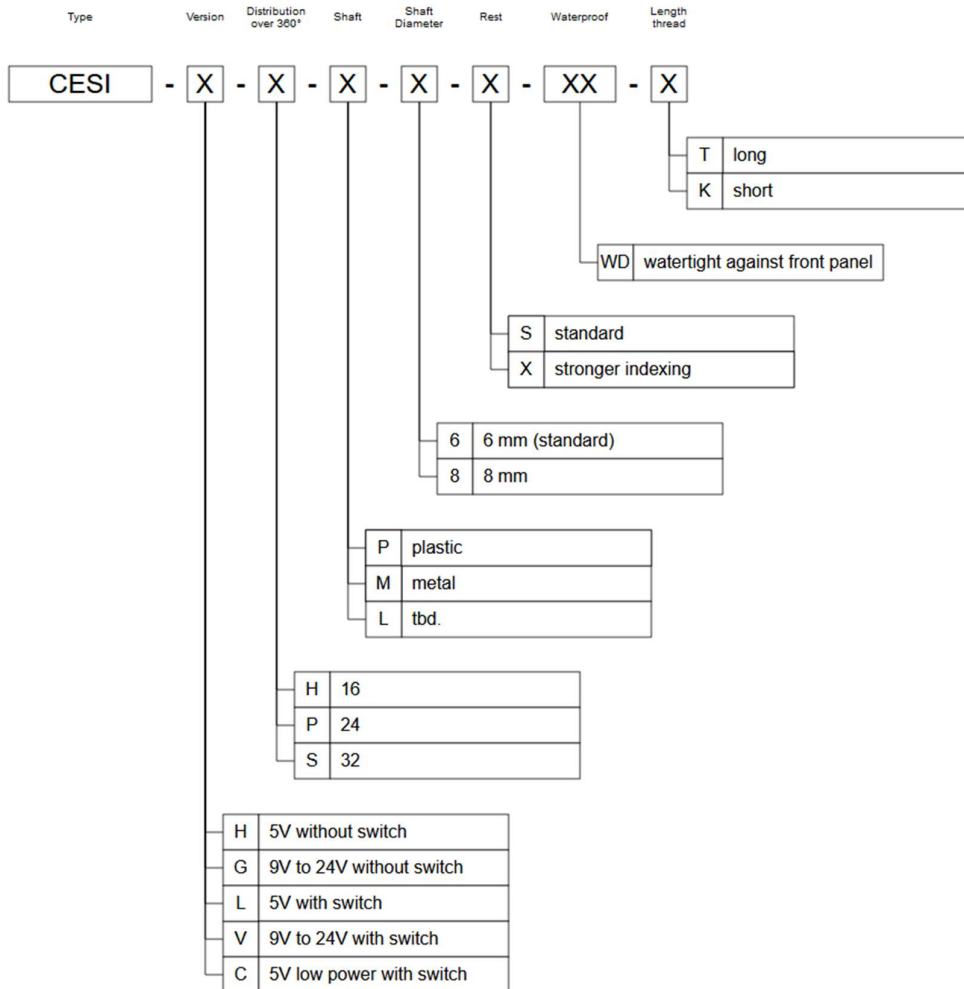 Type Version Distribution over 360° Shaft Shaft Diameter Rest Waterproof Length thread
CESI - X - X - X - X - X - XX - X
T long
K short
WD watertight against front panel
S standard
X stronger indexing
6 6 mm (standard)
8 8 mm
P plastic
M metal
L tbd.
H 16
P 24
S 32
H 5V without switch
G 9V to 24V without switch
L 5V with switch
V 9V to 24V with switch
C 5V low power with switch